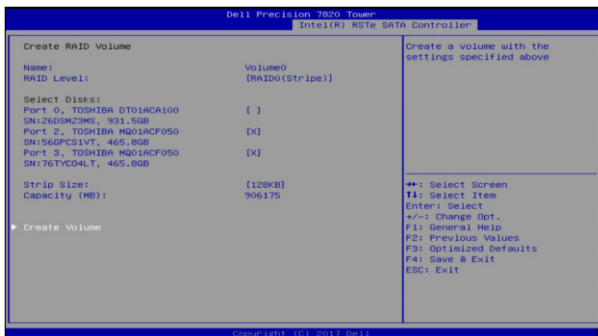 Dell Precision 7820 Tower
Intel(R) RSTe SATA Controller
Create RAID Volume
Name: Volume0
RAID Level: [RAID0(Stripe)]
Select Disks:
Port 0, TOSHIBA DT01ACA100 [ ]
SN:Z6DSMZ3MS, 931.5GB
Port 2, TOSHIBA MQ01ACF050 [X]
SN:56GPCS1VT, 465.8GB
Port 3, TOSHIBA MQ01ACF050 [X]
SN:76TYC04LT, 465.8GB
Strip Size: [128KB]
Capacity (MB): 906175
► Create Volume
Create a volume with the
settings specified above
→←: Select Screen
↑↓: Select Item
Enter: Select
+/-: Change Opt.
F1: General Help
F2: Previous Values
F3: Optimized Defaults
F4: Save & Exit
ESC: Exit
Copyright (C) 2017 Dell